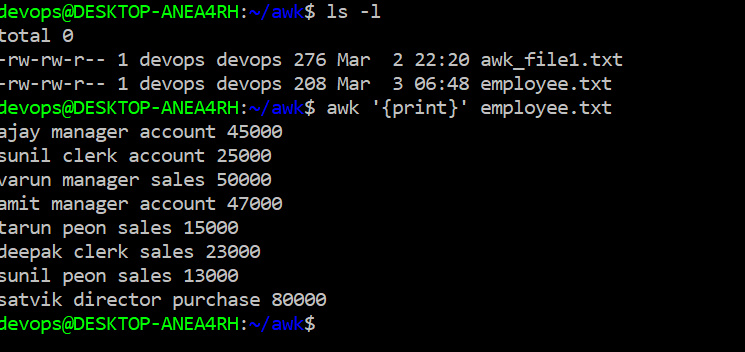 devops@DESKTOP-ANEA4RH:~/awk$ ls -l
total 0
-rw-rw-r-- 1 devops devops 276 Mar  2 22:20 awk_file1.txt
-rw-rw-r-- 1 devops devops 208 Mar  3 06:48 employee.txt
devops@DESKTOP-ANEA4RH:~/awk$ awk '{print}' employee.txt
ajay manager account 45000
sunil clerk account 25000
varun manager sales 50000
amit manager account 47000
tarun peon sales 15000
deepak clerk sales 23000
sunil peon sales 13000
satvik director purchase 80000
devops@DESKTOP-ANEA4RH:~/awk$